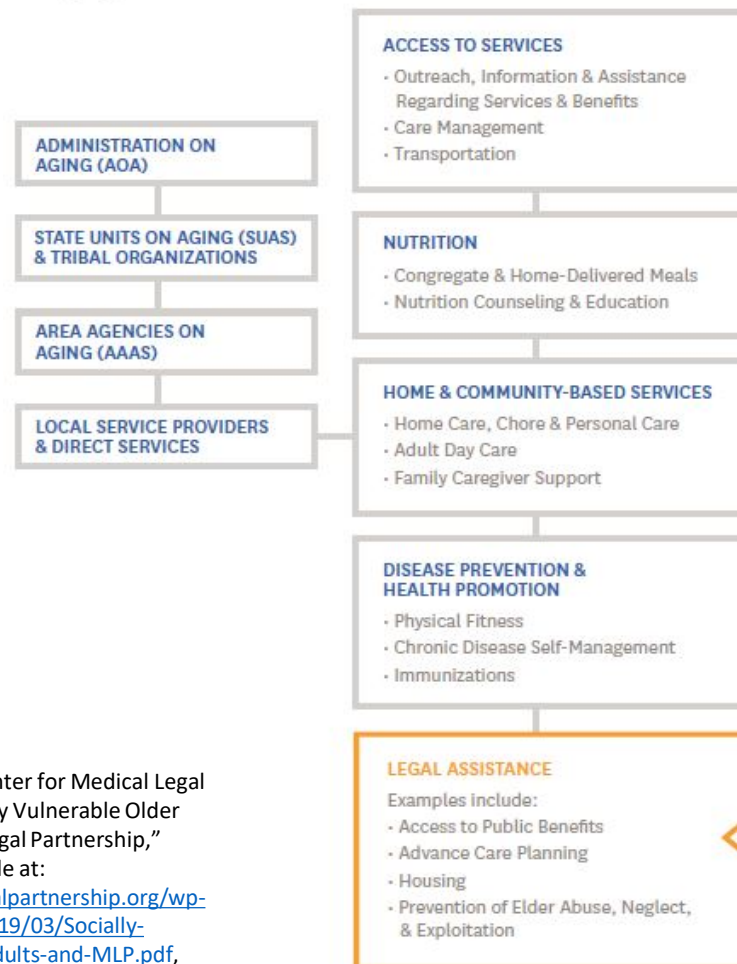 ADMINISTRATION ON
AGING (AOA)
STATE UNITS ON AGING (SUAS)
& TRIBAL ORGANIZATIONS
AREA AGENCIES ON
AGING (AAAS)
LOCAL SERVICE PROVIDERS
& DIRECT SERVICES
ACCESS TO SERVICES
· Outreach, Information & Assistance
Regarding Services & Benefits
· Care Management
· Transportation
NUTRITION
· Congregate & Home-Delivered Meals
· Nutrition Counseling & Education
HOME & COMMUNITY-BASED SERVICES
· Home Care, Chore & Personal Care
· Adult Day Care
· Family Caregiver Support
DISEASE PREVENTION &
HEALTH PROMOTION
· Physical Fitness
· Chronic Disease Self-Management
· Immunizations
LEGAL ASSISTANCE
Examples include:
· Access to Public Benefits
· Advance Care Planning
· Housing
· Prevention of Elder Abuse, Neglect,
& Exploitation
for Medical Legal
Vulnerable Older
Partnership,"
at:
partnership.org/wp-
19/03/Socially-
and-MLP.pdf,